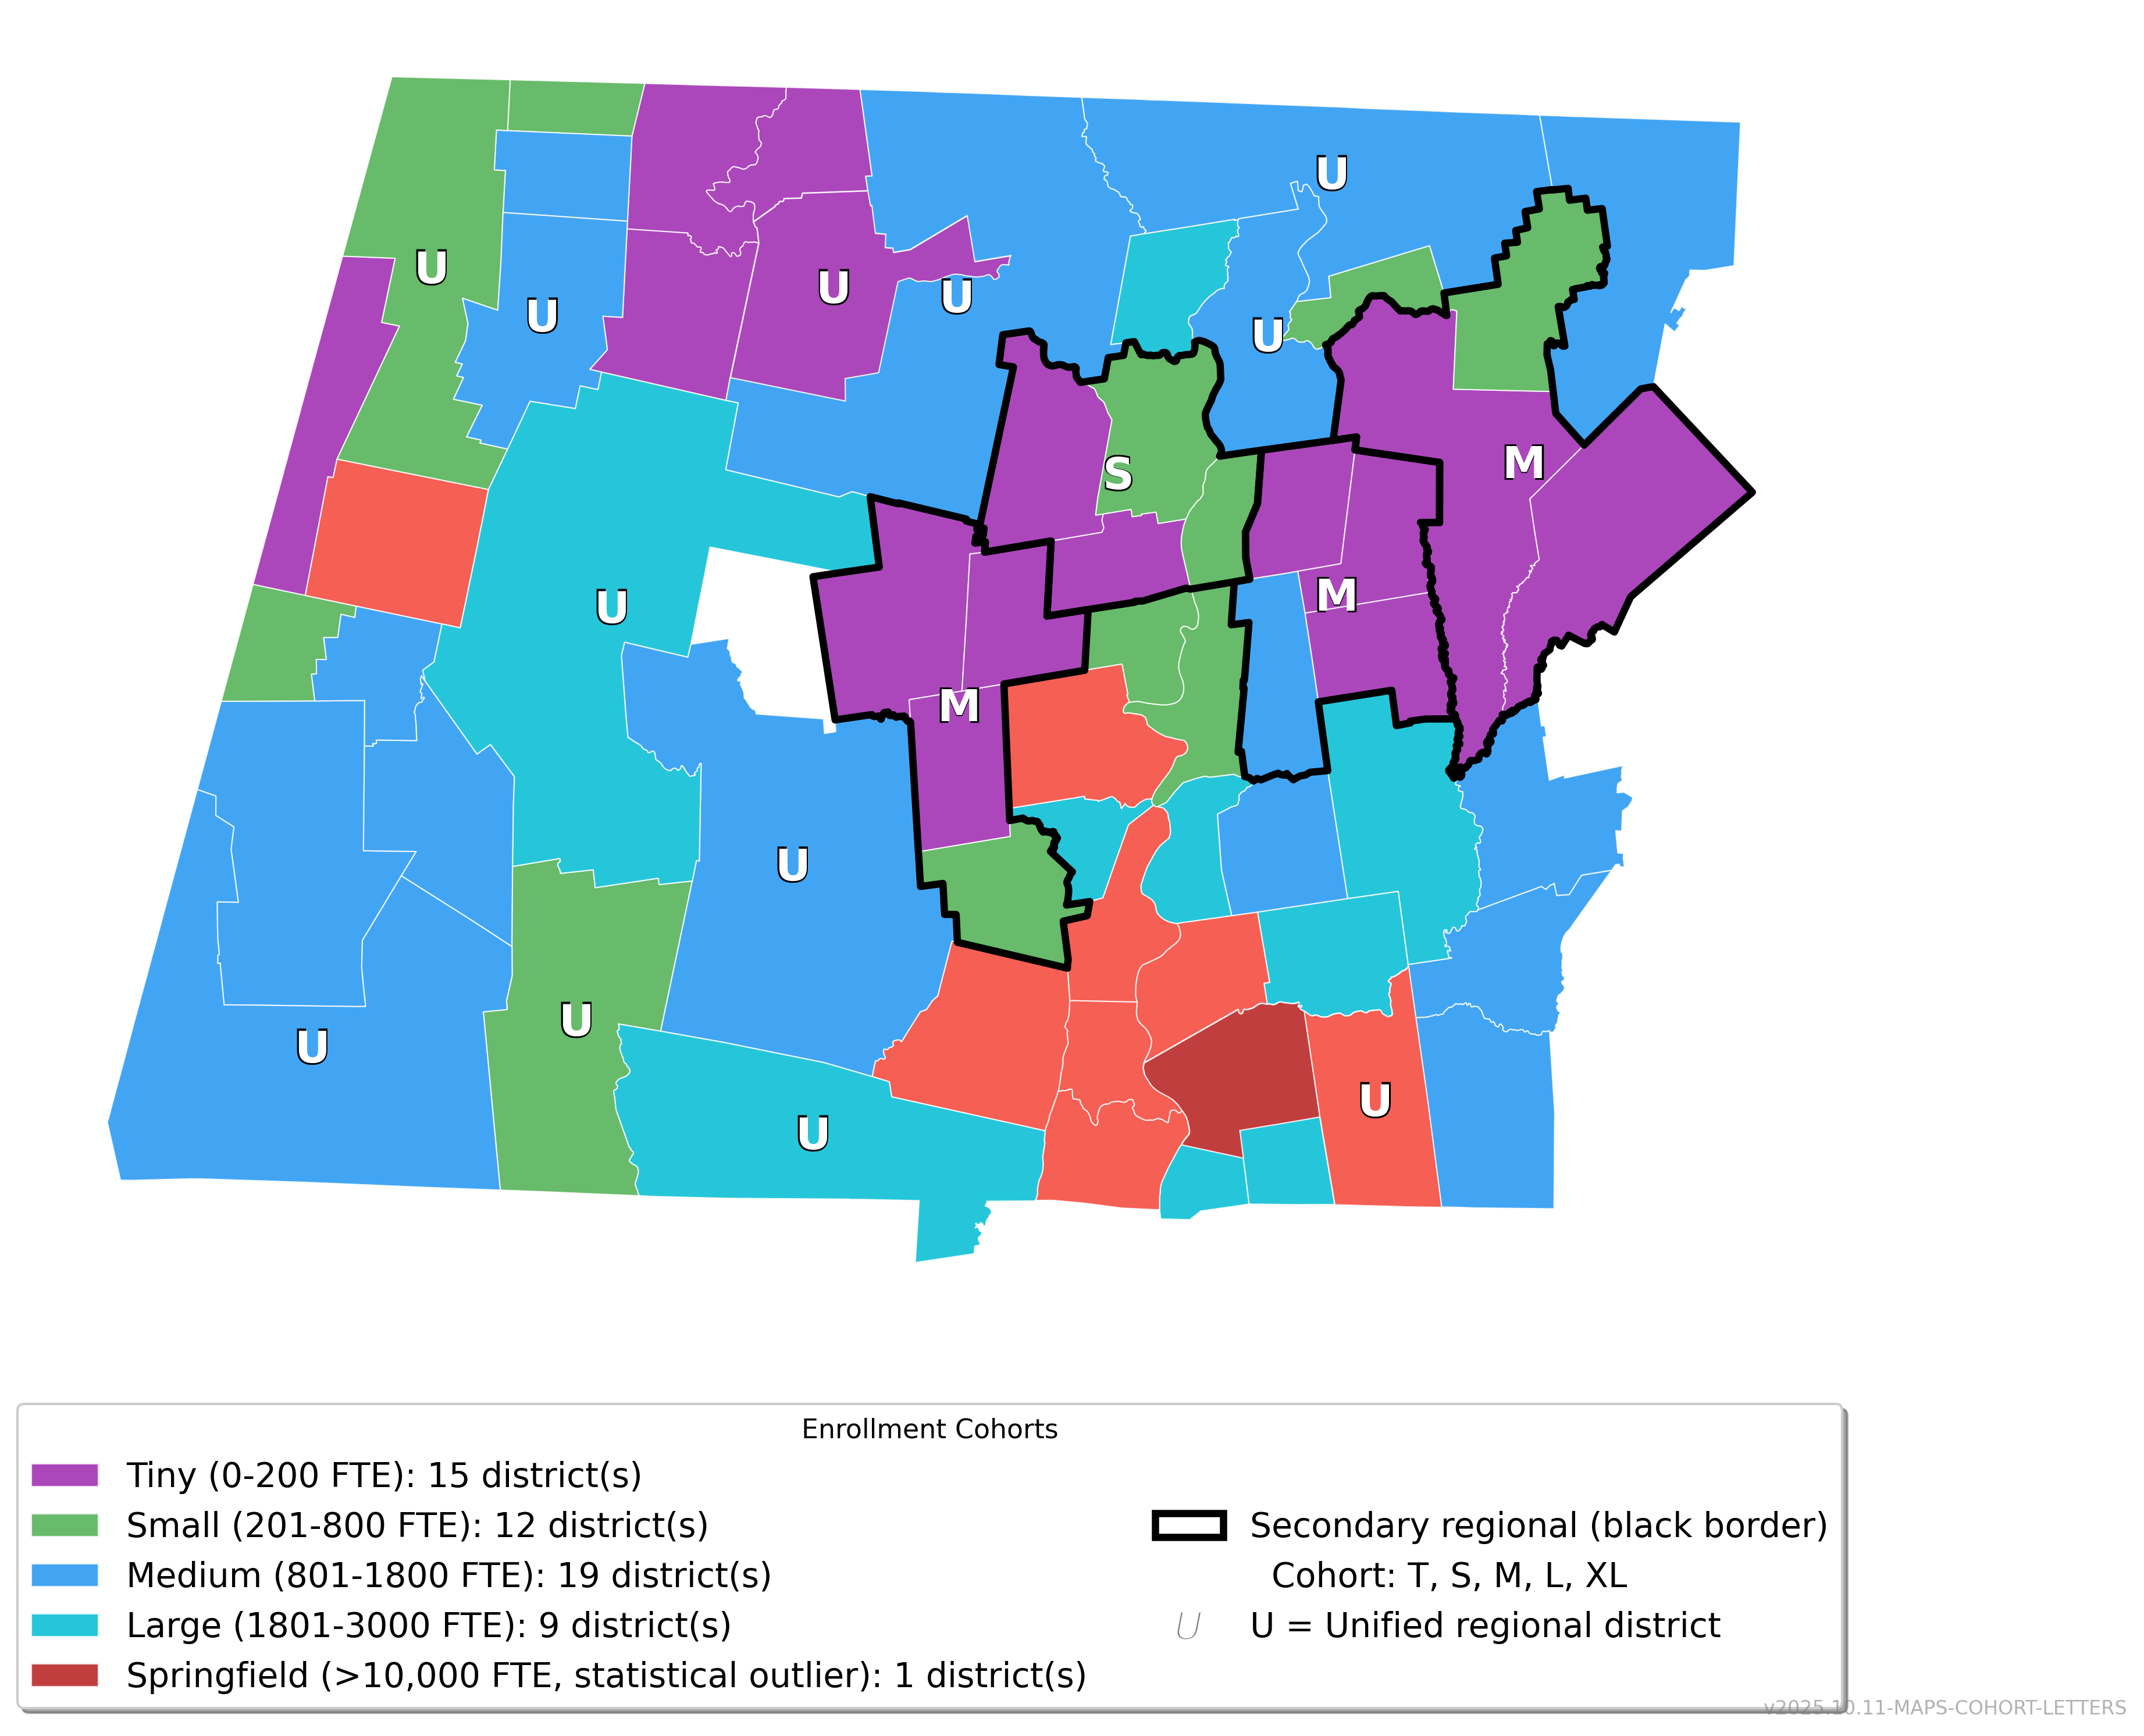 U
U
U
U
U
U
U
S
M
M
U
M
U
U
U
U
U
Enrollment Cohorts
Tiny (0-200 FTE): 15 district(s)
Small (201-800 FTE): 12 district(s)
Medium (801-1800 FTE): 19 district(s)
Large (1801-3000 FTE): 9 district(s)
Springfield (>10,000 FTE, statistical outlier): 1 district(s)
Secondary regional (black border)
Cohort: T, S, M, L, XL
U U = Unified regional district
v2025.10.11-MAPS-COHORT-LETTERS